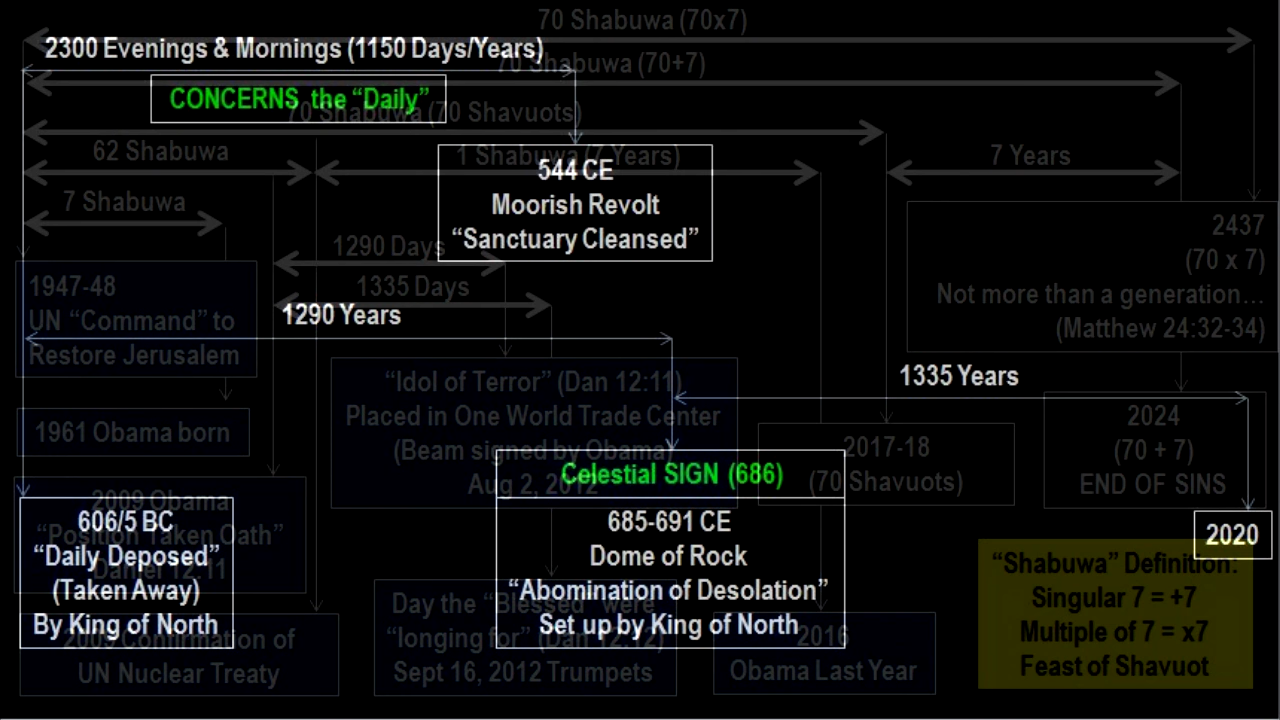 70 Shabuwa (70x7)
2300 Evenings & Mornings (1150 Days/Years)
70 Shabuwa (70+7)
CONCERNS the “Daily”
70 Shabuwa (70 Shavuots)
62 Shabuwa
1 Shabuwa (7 Years)
7 Years
544 CE
Moorish Revolt
“Sanctuary Cleansed”
7 Shabuwa
2437
(70 x 7)
Not more than a generation…
(Matthew 24:32-34)
1290 Days
1335 Days
1947-48
UN “Command” to
Restore Jerusalem
1290 Years
1335 Years
“Idol of Terror” (Dan 12:11)
Placed in One World Trade Center
(Beam signed by Obama)
Aug 2, 2012
1961 Obama born
2017-18
(70 Shavuots)
2024
(70 + 7)
END OF SINS
Celestial SIGN (686)
685-691 CE
Dome of Rock
“Abomination of Desolation”
Set up by King of North
2009 Obama
“Position Taken Oath”
Daniel 12:11
606/5 BC
“Daily Deposed”
(Taken Away)
By King of North
2020
“Shabuwa” Definition:
Singular 7 = +7
Multiple of 7 = x7
Feast of Shavuot
Day the “Blessed” were
“longing for” (Dan 12:12)
Sept 16, 2012 Trumpets
2009 Confirmation of
UN Nuclear Treaty
2016
Obama Last Year